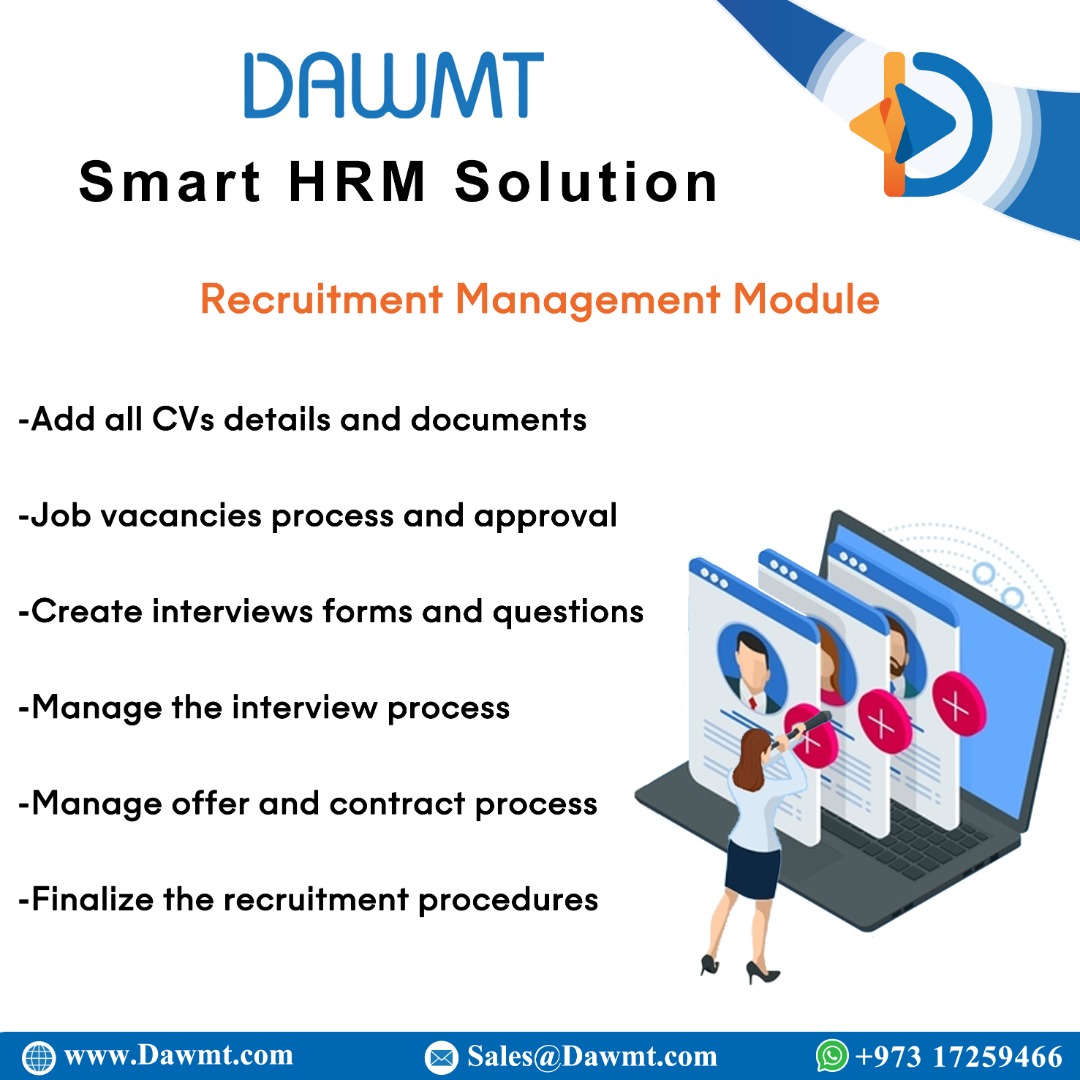 DAWMT
Smart HRM Solution
Recruitment Management Module
-Add all CVs details and documents
-Job vacancies process and approval
-Create interviews forms and questions
-Manage the interview process
-Manage offer and contract process
-Finalize the recruitment procedures
www.Dawmt.com Sales@Dawmt.com +973 17259466